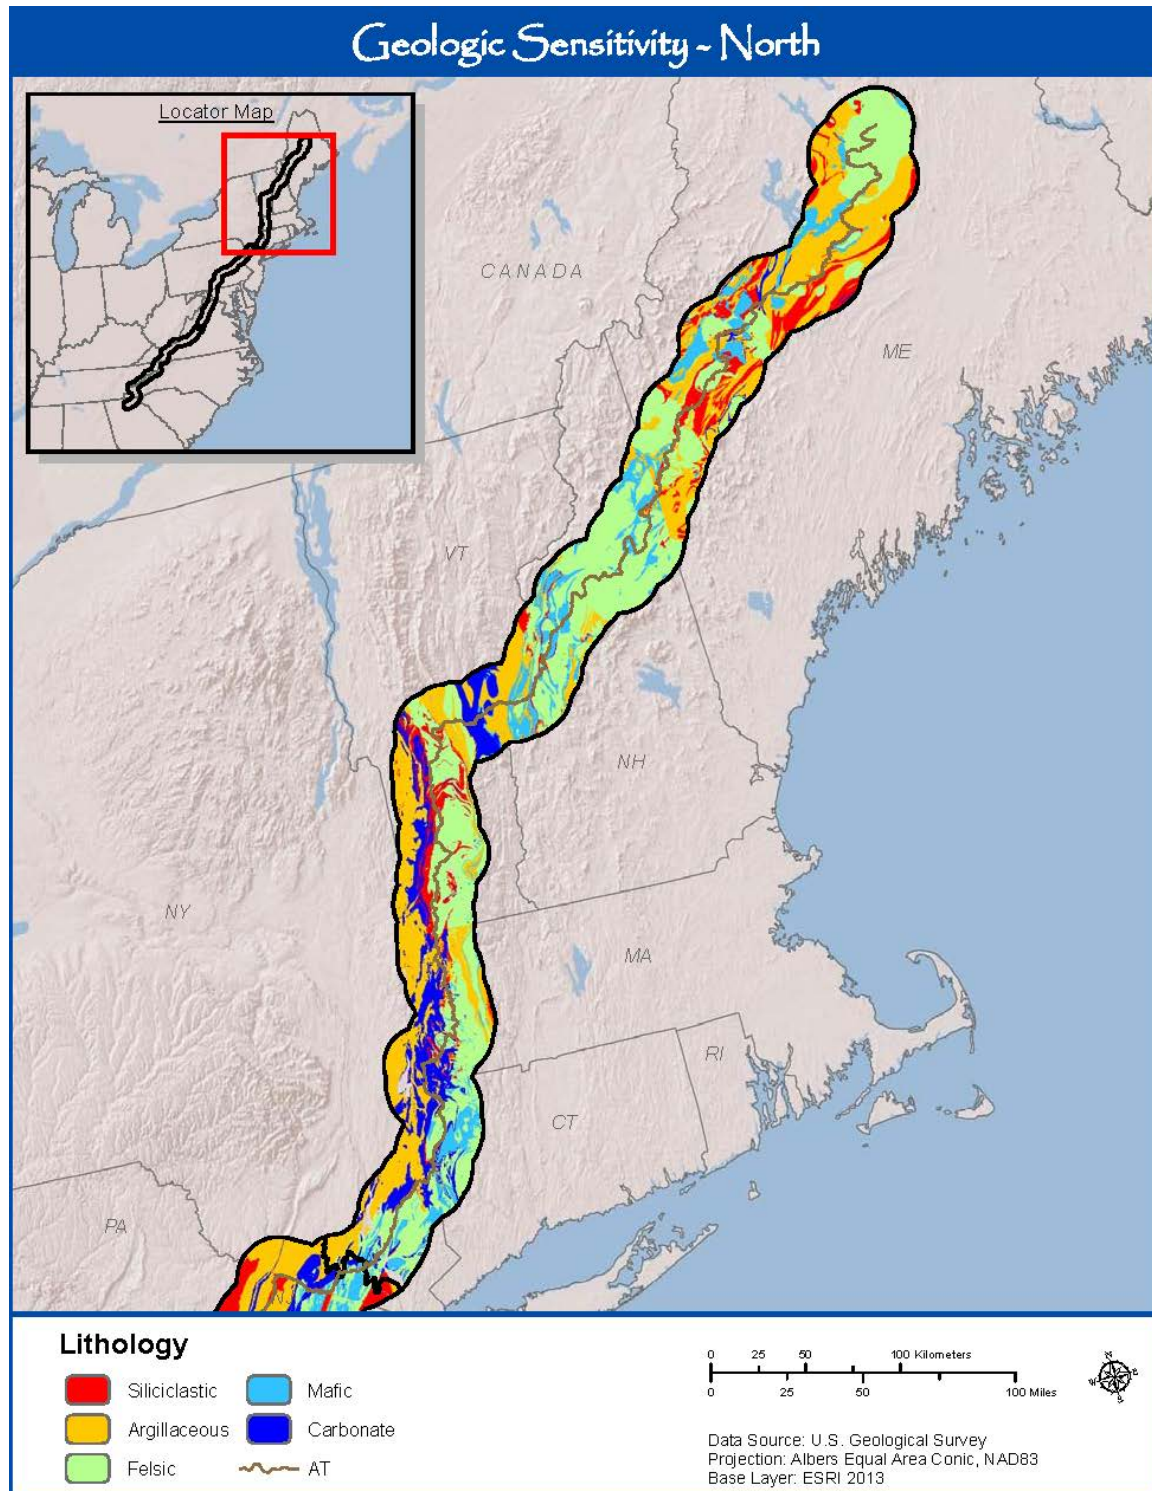 Geologic Sensitivity - North
Locator Map
CANADA
ME
VT
NH
NY
MA
RI
CT
PA
NJ
Lithology
Siliciclastic
Mafic
Argillaceous
Carbonate
Felsic
AT
0 25 50 100 Kilometers
0 25 50 100 Miles
N
E
S
W
Data Source: U.S. Geological Survey
Projection: Albers Equal Area Conic, NAD83
Base Layer: ESRI 2013